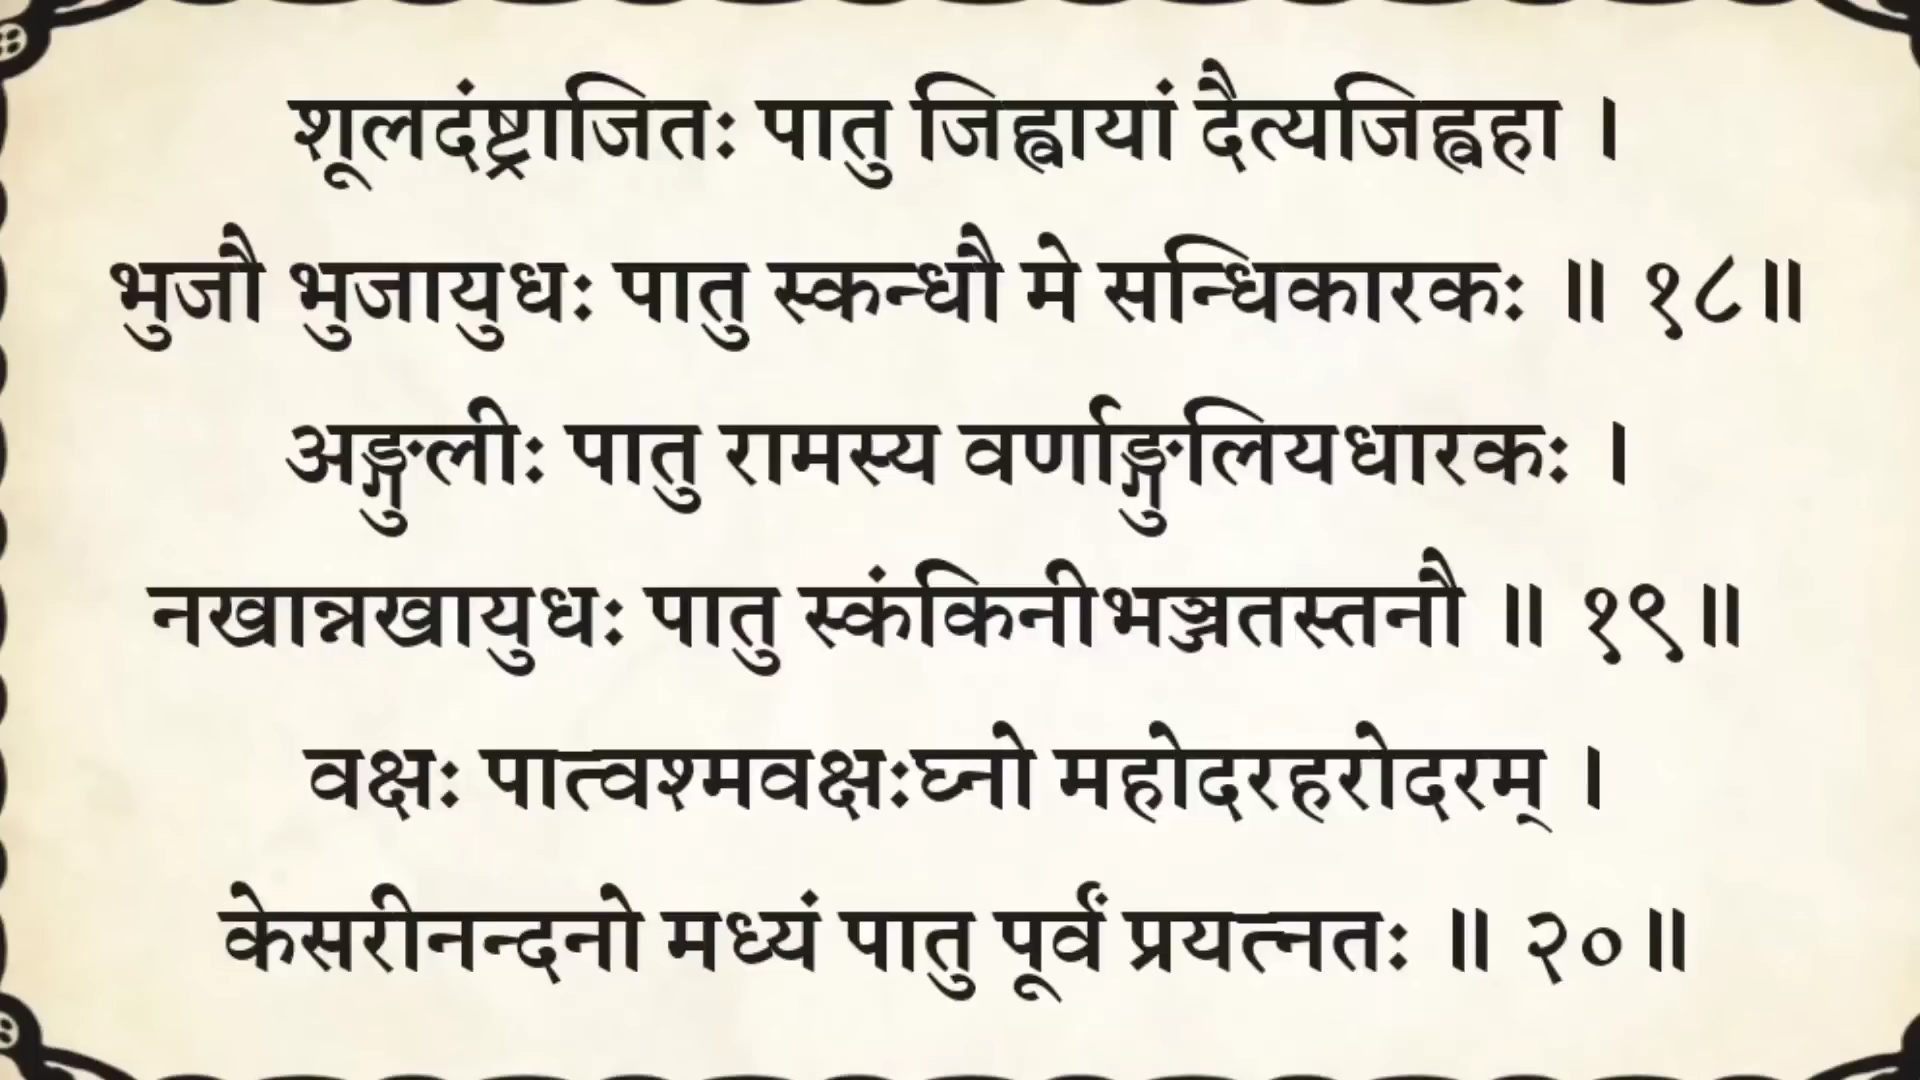 शूलदंष्ट्राजितः पातु जिह्वायां दैत्यजिह्वहा ।
भुजौ भुजायुधः पातु स्कन्धौ मे सन्धिकारकः ॥ १८॥
अङ्गुलीः पातु रामस्य वर्णाङ्गुलियधारकः ।
नखान्नखायुधः पातु स्कंकिनीभञ्जतस्तनौ ॥ १९॥
वक्षः पात्वश्मवक्षःघ्नो महोदरहरोदरम् ।
केसरीनन्दनो मध्यं पातु पूर्वं प्रयत्नतः ॥ २०॥